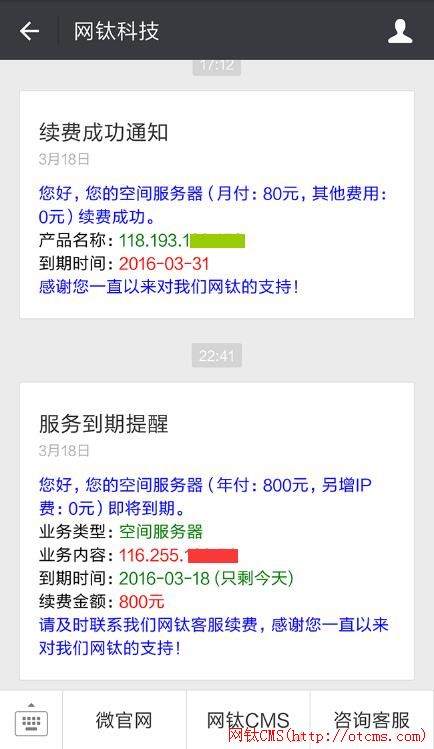 网钛科技
17:12
续费成功通知
3月18日
您好，您的空间服务器（月付：80元，其他费用：
0元）续费成功。
产品名称：118.193.1
到期时间：2016-03-31
感谢您一直以来对我们网钛的支持！
22:41
服务到期提醒
3月18日
您好，您的空间服务器（年付：800元，另增IP
费：0元）即将到期。
业务类型：空间服务器
业务内容：116.255.1
到期时间：2016-03-18 (只剩今天)
续费金额：800元
请及时联系我们网钛客服续费，感谢您一直以来
对我们网钛的支持！
微官网
网钛CMS
咨询客服
网钛CMS(http://otcms.com)